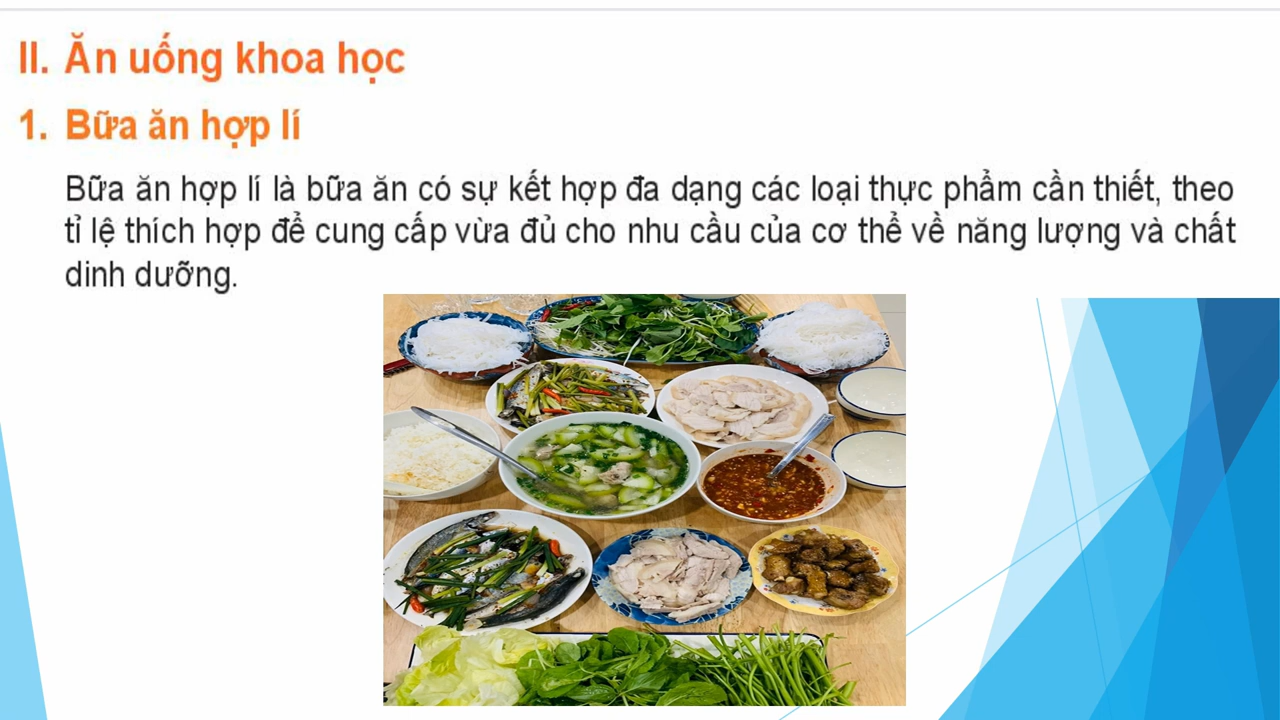 II. Ăn uống khoa học
1. Bữa ăn hợp lí
Bữa ăn hợp lí là bữa ăn có sự kết hợp đa dạng các loại thực phẩm cần thiết, theo
tỉ lệ thích hợp để cung cấp vừa đủ cho nhu cầu của cơ thể về năng lượng và chất
dinh dưỡng.